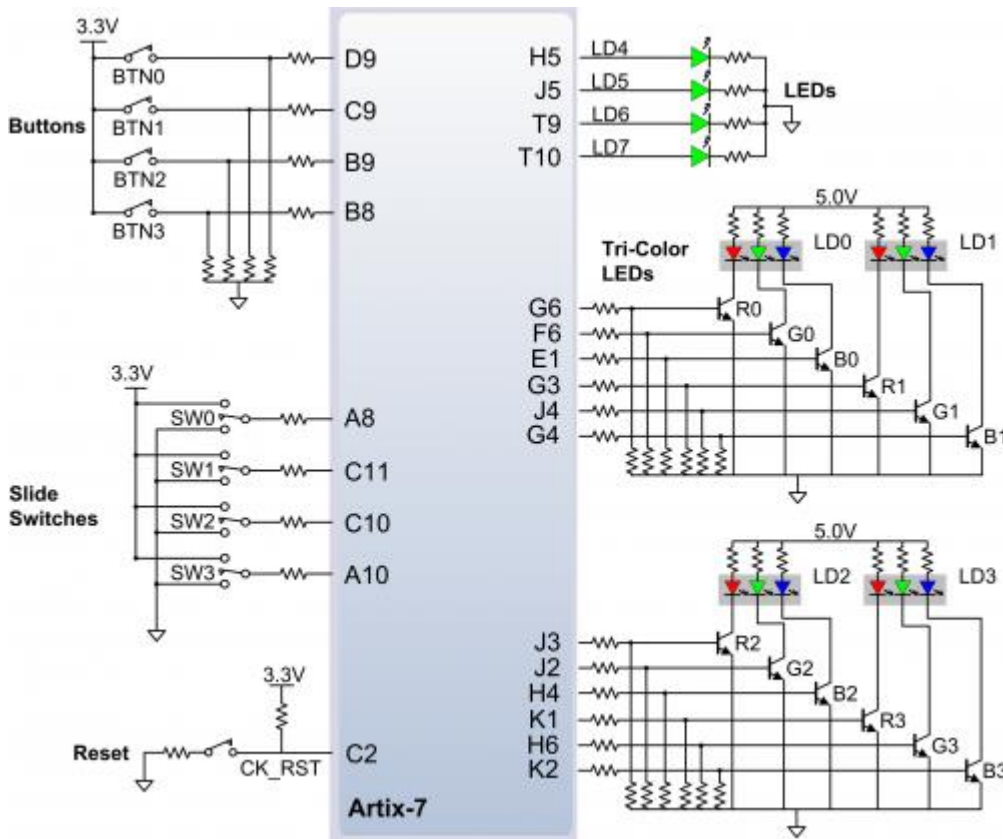 3.3V
BTN0
BTN1
BTN2
BTN3
Buttons
D9
C9
B9
B8
3.3V
SW0
SW1
SW2
SW3
Slide
Switches
A8
C11
C10
A10
3.3V
Reset
CK_RST
C2
Artix-7
H5
J5
T9
T10
LD4
LD5
LD6
LD7
LEDs
5.0V
LD0
LD1
Tri-Color
LEDs
G6
F6
E1
G3
J4
G4
R0
G0
B0
R1
G1
B1
5.0V
LD2
LD3
J3
J2
H4
K1
H6
K2
R2
G2
B2
R3
G3
B3